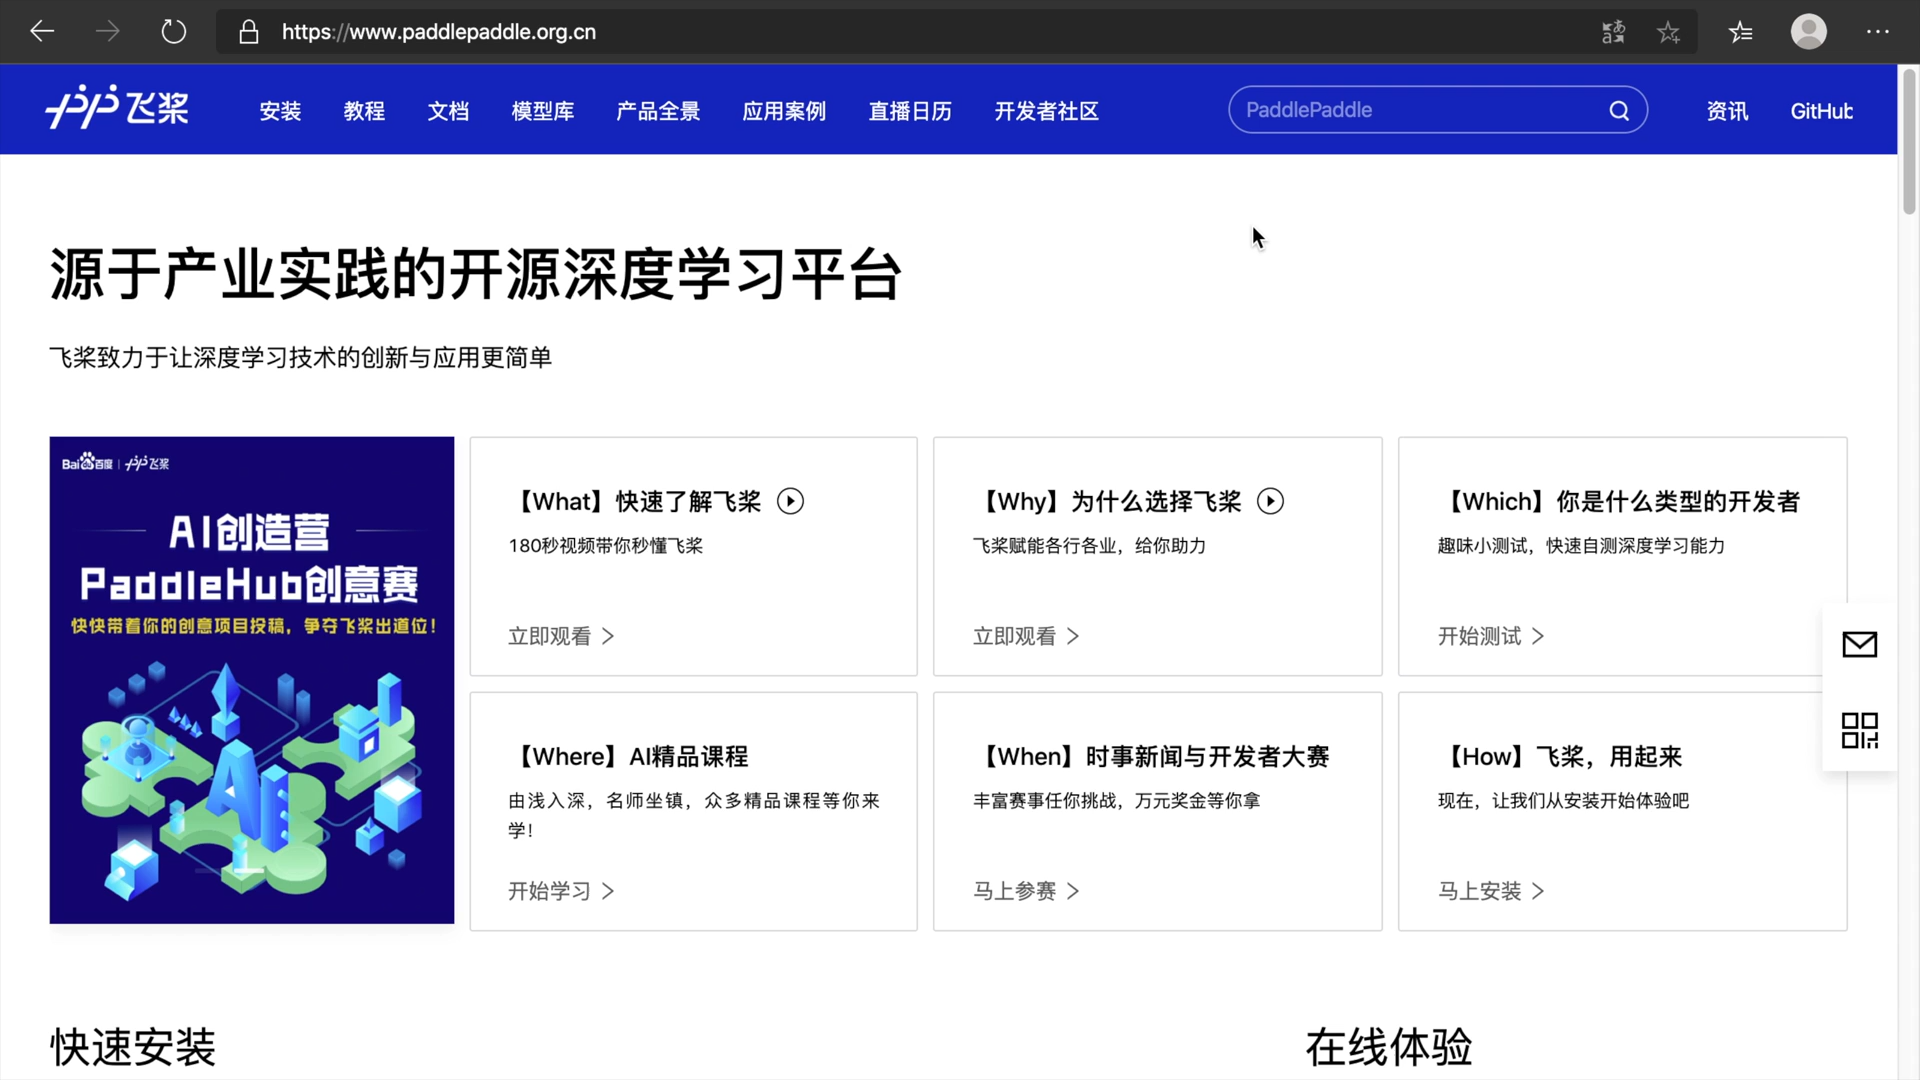 https://www.paddlepaddle.org.cn
飞桨
安装
教程
文档
模型库
产品全景
应用案例
直播日历
开发者社区
PaddlePaddle
资讯
GitHub
源于产业实践的开源深度学习平台
飞桨致力于让深度学习技术的创新与应用更简单
Bai百度 | 飞桨
AI创造营
PaddleHub创意赛
快快带着你的创意项目投稿，争夺飞桨出道位！
AI
【What】快速了解飞桨
180秒视频带你秒懂飞桨
立即观看
【Why】为什么选择飞桨
飞桨赋能各行各业，给你助力
立即观看
【Which】你是什么类型的开发者
趣味小测试，快速自测深度学习能力
开始测试
【Where】AI精品课程
由浅入深，名师坐镇，众多精品课程等你来
学！
开始学习
【When】时事新闻与开发者大赛
丰富赛事任你挑战，万元奖金等你拿
马上参赛
【How】飞桨，用起来
现在，让我们从安装开始体验吧
马上安装
快速安装
在线体验